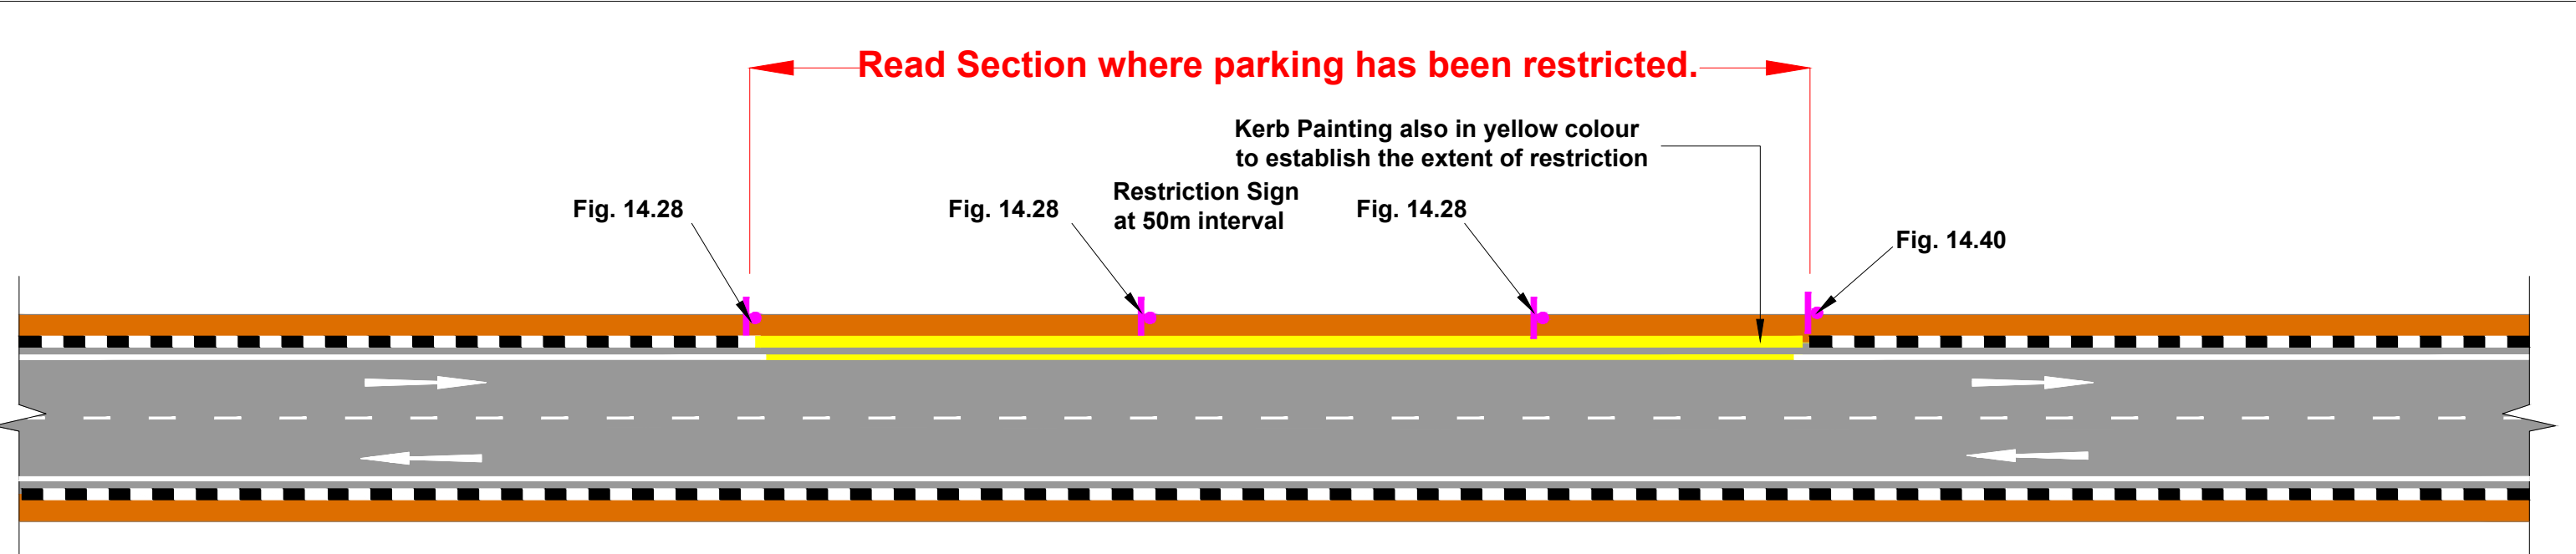 Read Section where parking has been restricted.
Kerb Painting also in yellow colour
to establish the extent of restriction
Restriction Sign
at 50m interval
Fig. 14.28
Fig. 14.28
Fig. 14.28
Fig. 14.40